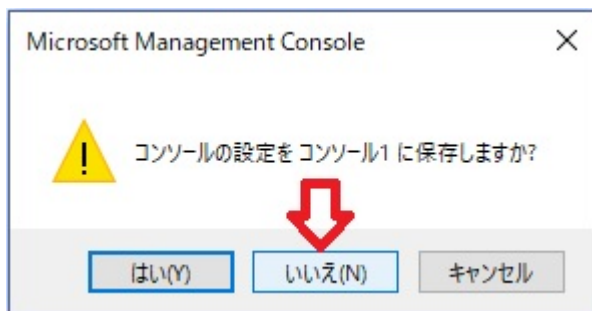 Microsoft Management Console
コンソールの設定を コンソール1 に保存しますか?
はい(Y) いいえ(N) キャンセル